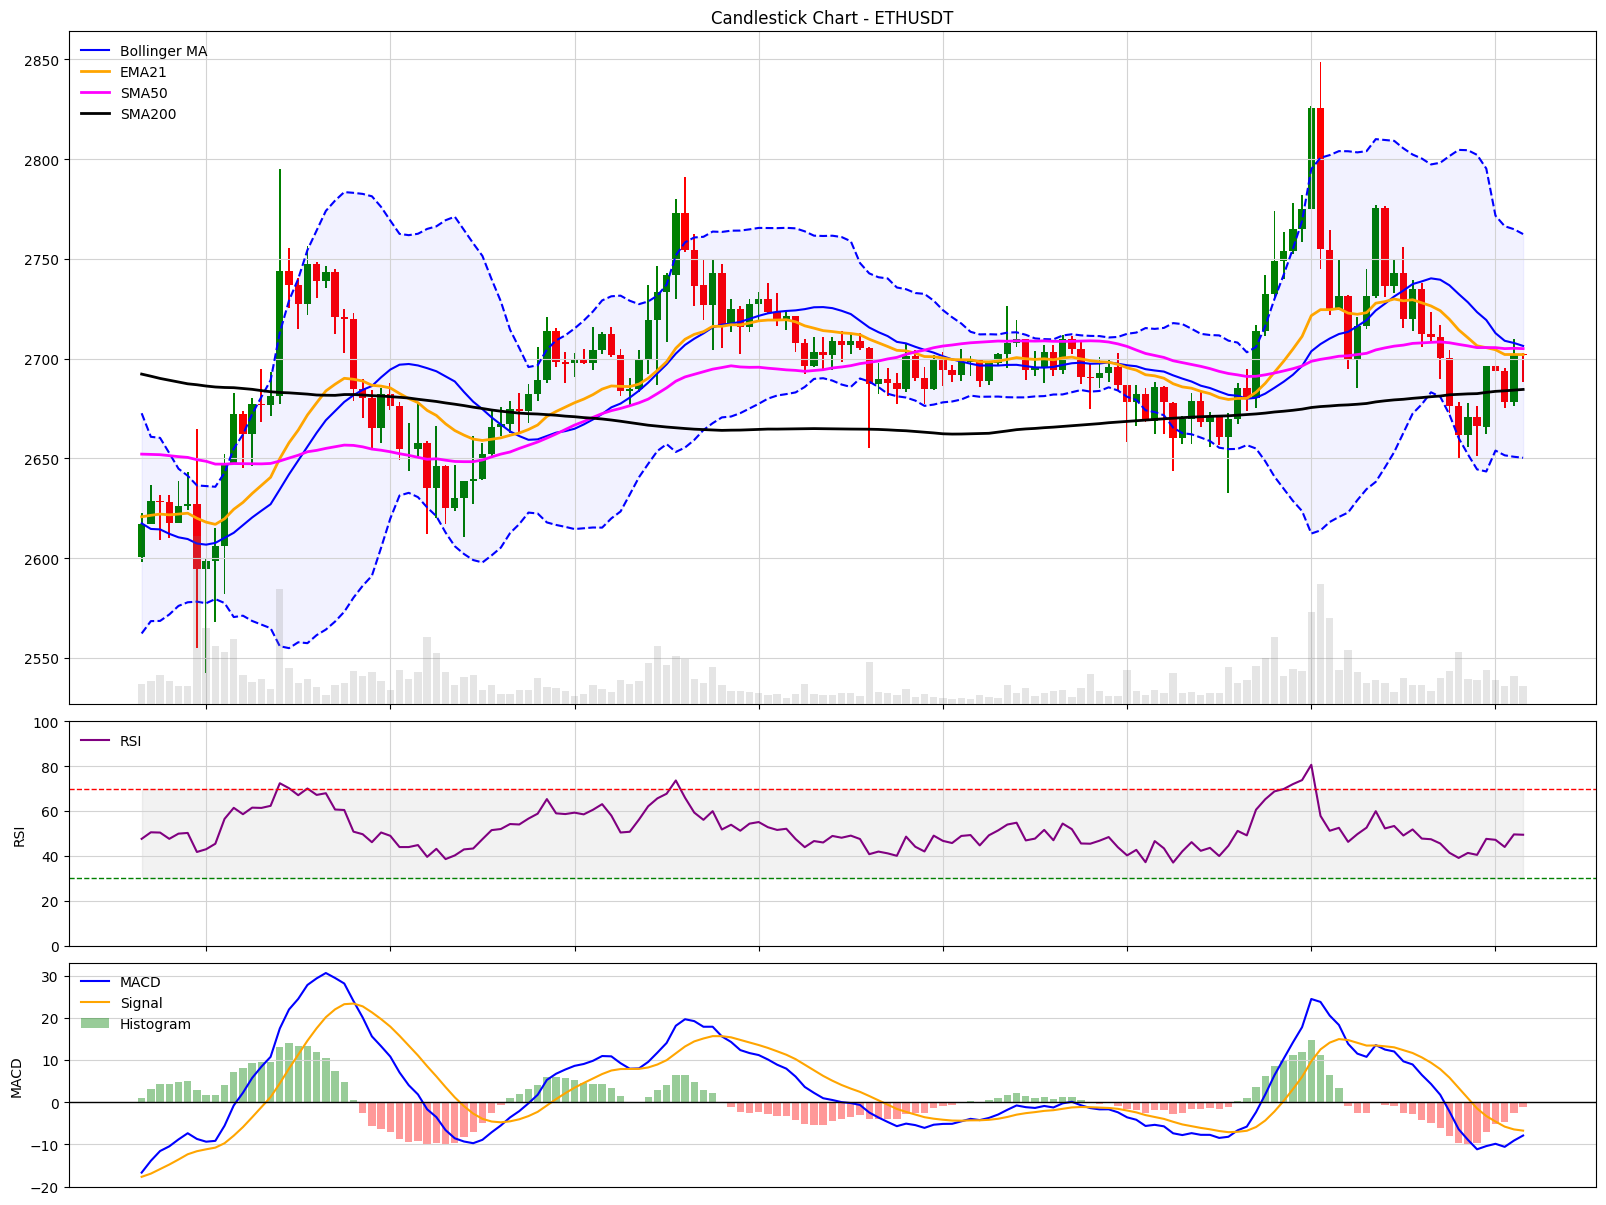 Candlestick Chart - ETHUSDT
Bollinger MA
EMA21
SMA50
SMA200
2850
2800
2750
2700
2650
2600
2550
RSI
100
80
60
40
20
0
RSI
MACD
Signal
Histogram
30
20
10
0
−10
−20
MACD